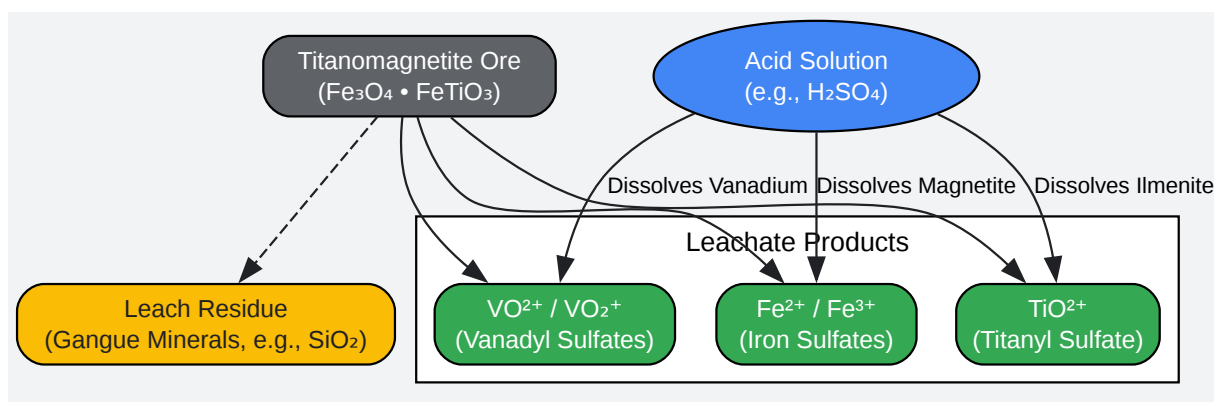 Titanomagnetite Ore
(Fe₃O₄ • FeTiO₃)
Acid Solution
(e.g., H₂SO₄)
Dissolves Vanadium
Dissolves Magnetite
Dissolves Ilmenite
Leachate Products
Leach Residue
(Gangue Minerals, e.g., SiO₂)
VO²⁺ / VO₂⁺
(Vanadyl Sulfates)
Fe²⁺ / Fe³⁺
(Iron Sulfates)
TiO²⁺
(Titanyl Sulfate)